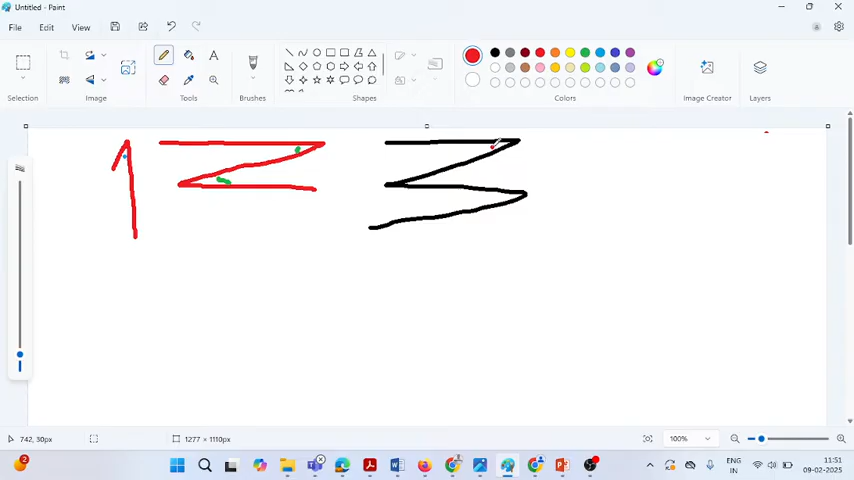 Untitled - Paint
File Edit View
Selection Image Tools Brushes Shapes Colors Image Creator Layers
1 2 3
742, 30px 1277 × 1110px 100%
2 ENG IN 11:51 09-02-2025